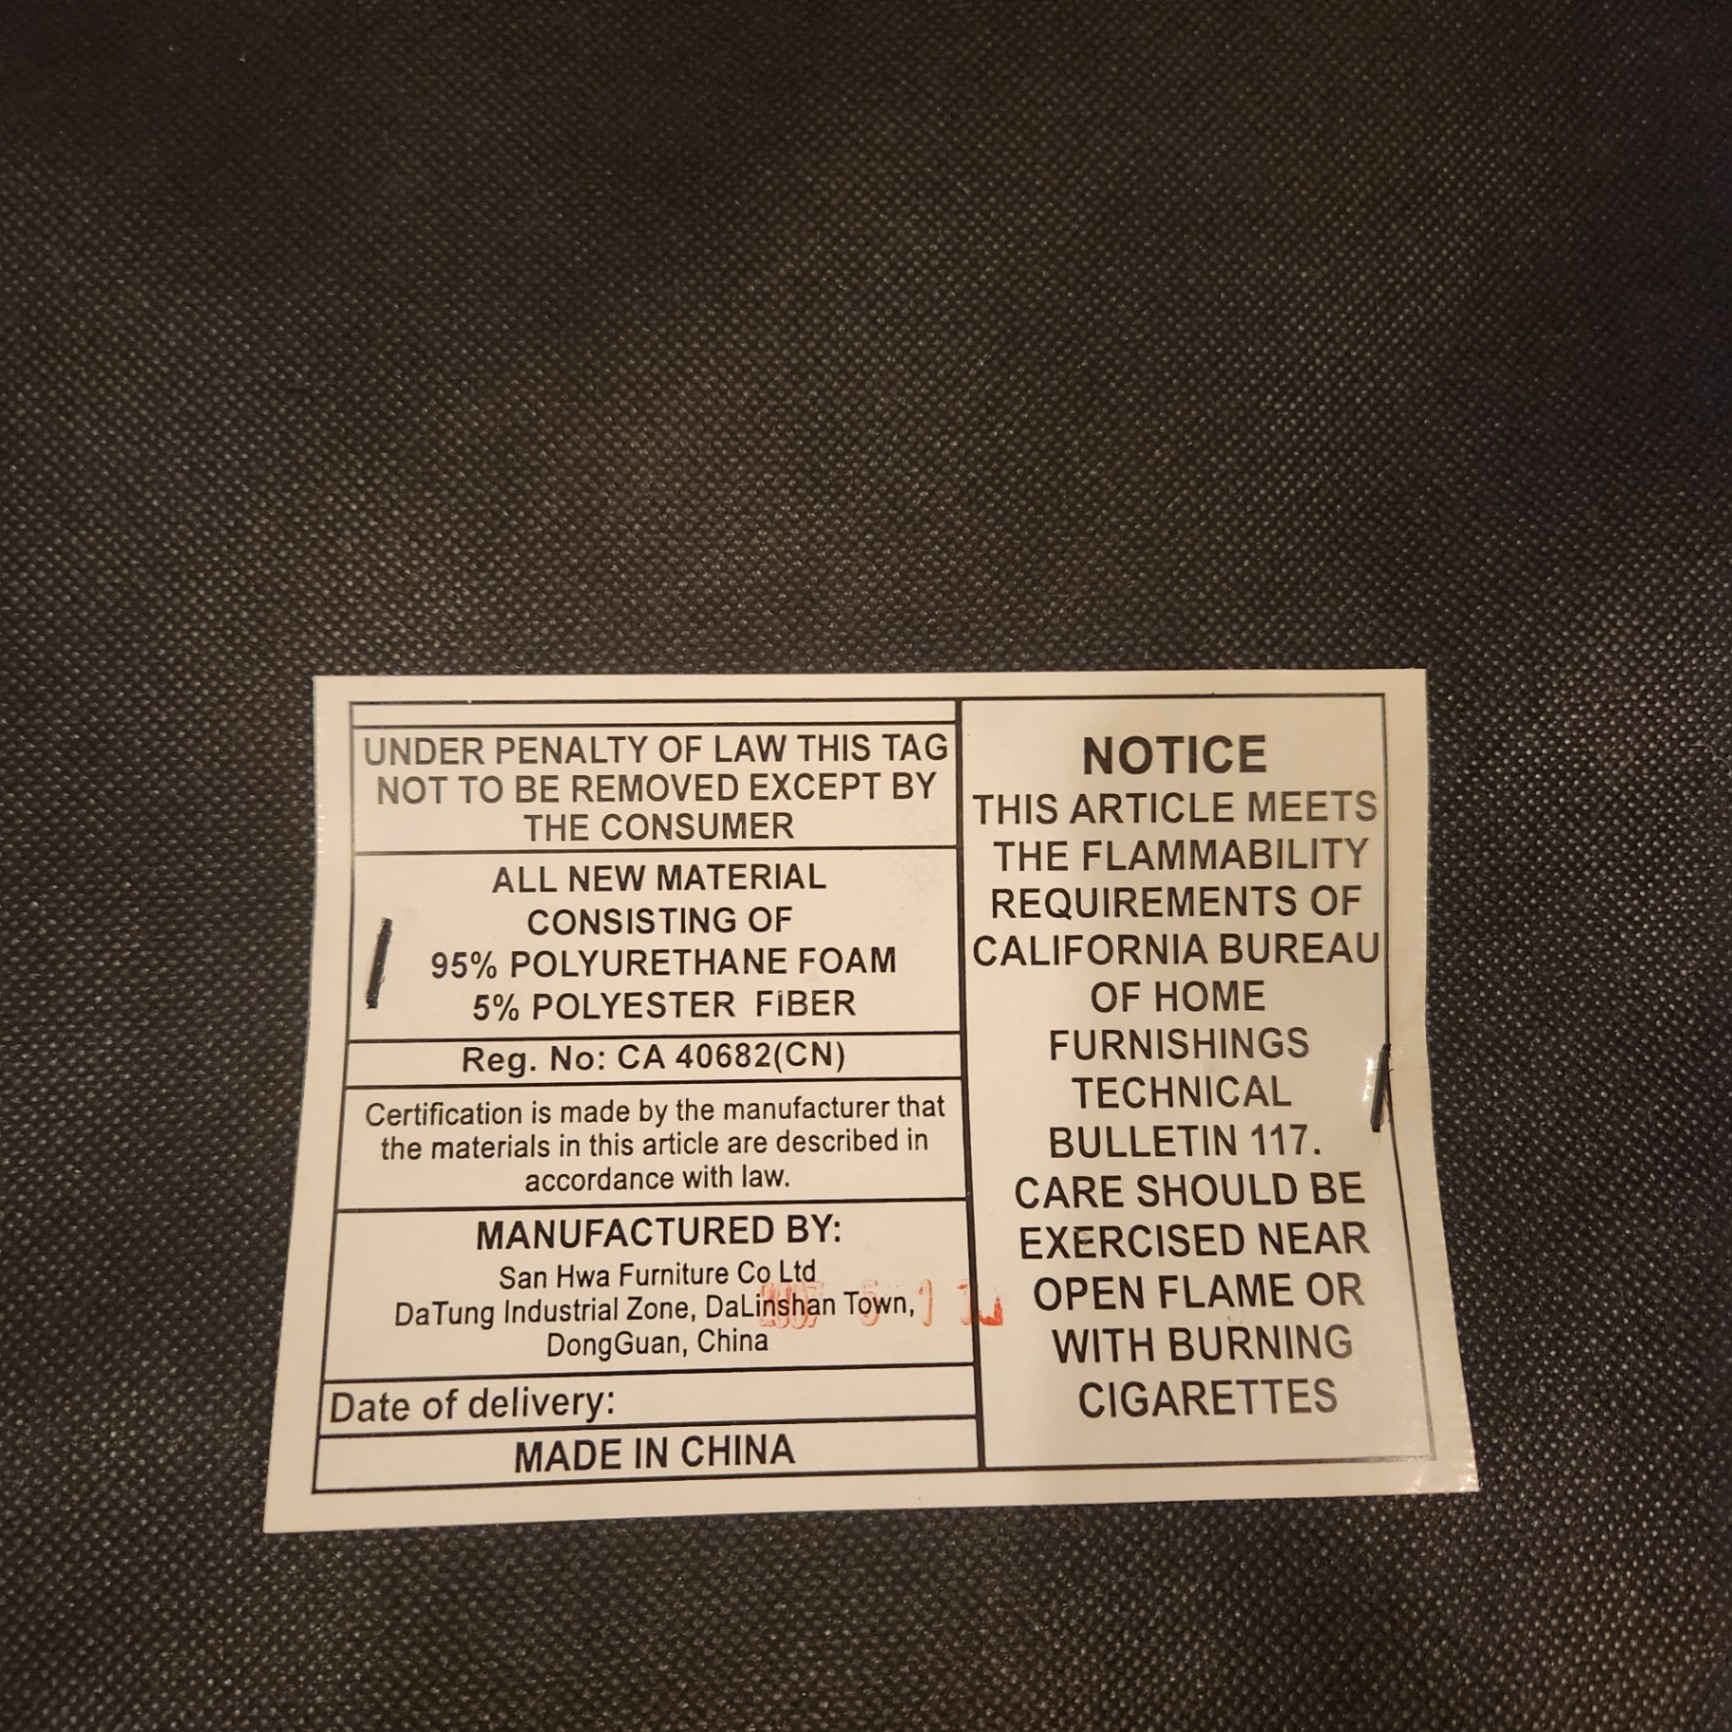 UNDER PENALTY OF LAW THIS TAG
NOT TO BE REMOVED EXCEPT BY
THE CONSUMER
ALL NEW MATERIAL
CONSISTING OF
95% POLYURETHANE FOAM
5% POLYESTER FIBER
Reg. No: CA 40682(CN)
Certification is made by the manufacturer that
the materials in this article are described in
accordance with law.
MANUFACTURED BY:
San Hwa Furniture Co Ltd
DaTung Industrial Zone, DaLinshan Town,
DongGuan, China
Date of delivery:
MADE IN CHINA
NOTICE
THIS ARTICLE MEETS
THE FLAMMABILITY
REQUIREMENTS OF
CALIFORNIA BUREAU
OF HOME
FURNISHINGS
TECHNICAL
BULLETIN 117.
CARE SHOULD BE
EXERCISED NEAR
OPEN FLAME OR
WITH BURNING
CIGARETTES